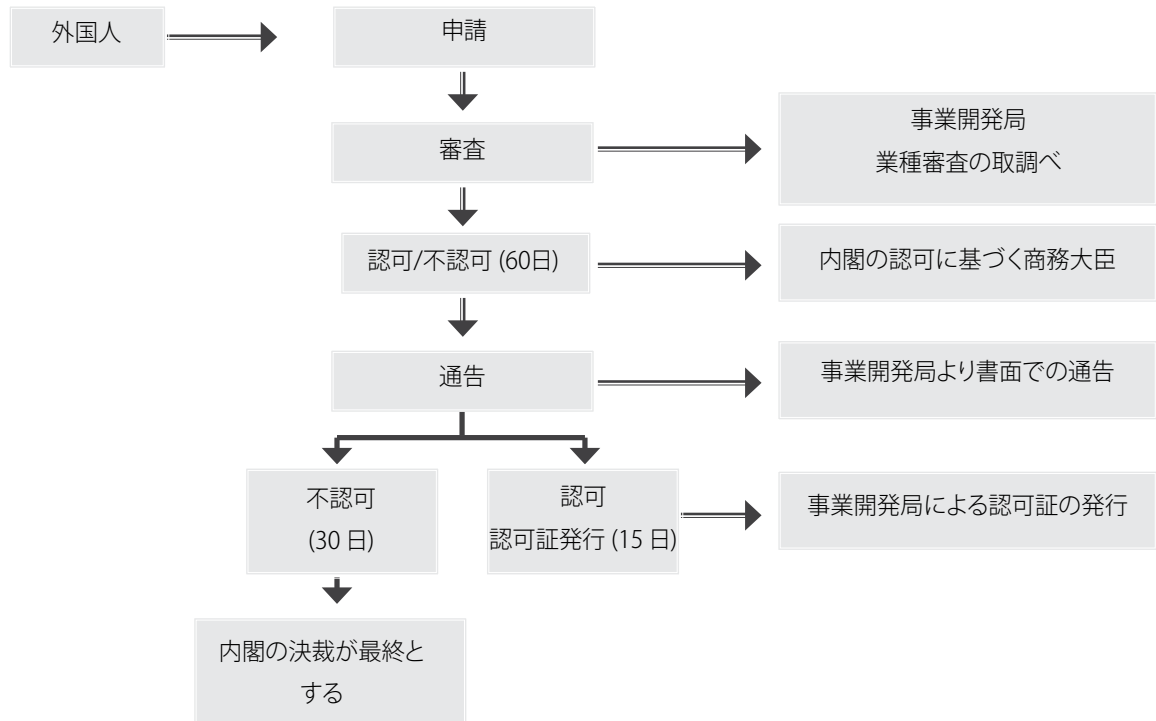 外国人
申請
審査
事業開発局
業種審査の取調べ
認可/不認可 (60日)
内閣の認可に基づく商務大臣
通告
事業開発局より書面での通告
不認可
(30 日)
認可
認可証発行 (15 日)
事業開発局による認可証の発行
内閣の決裁が最終と
する